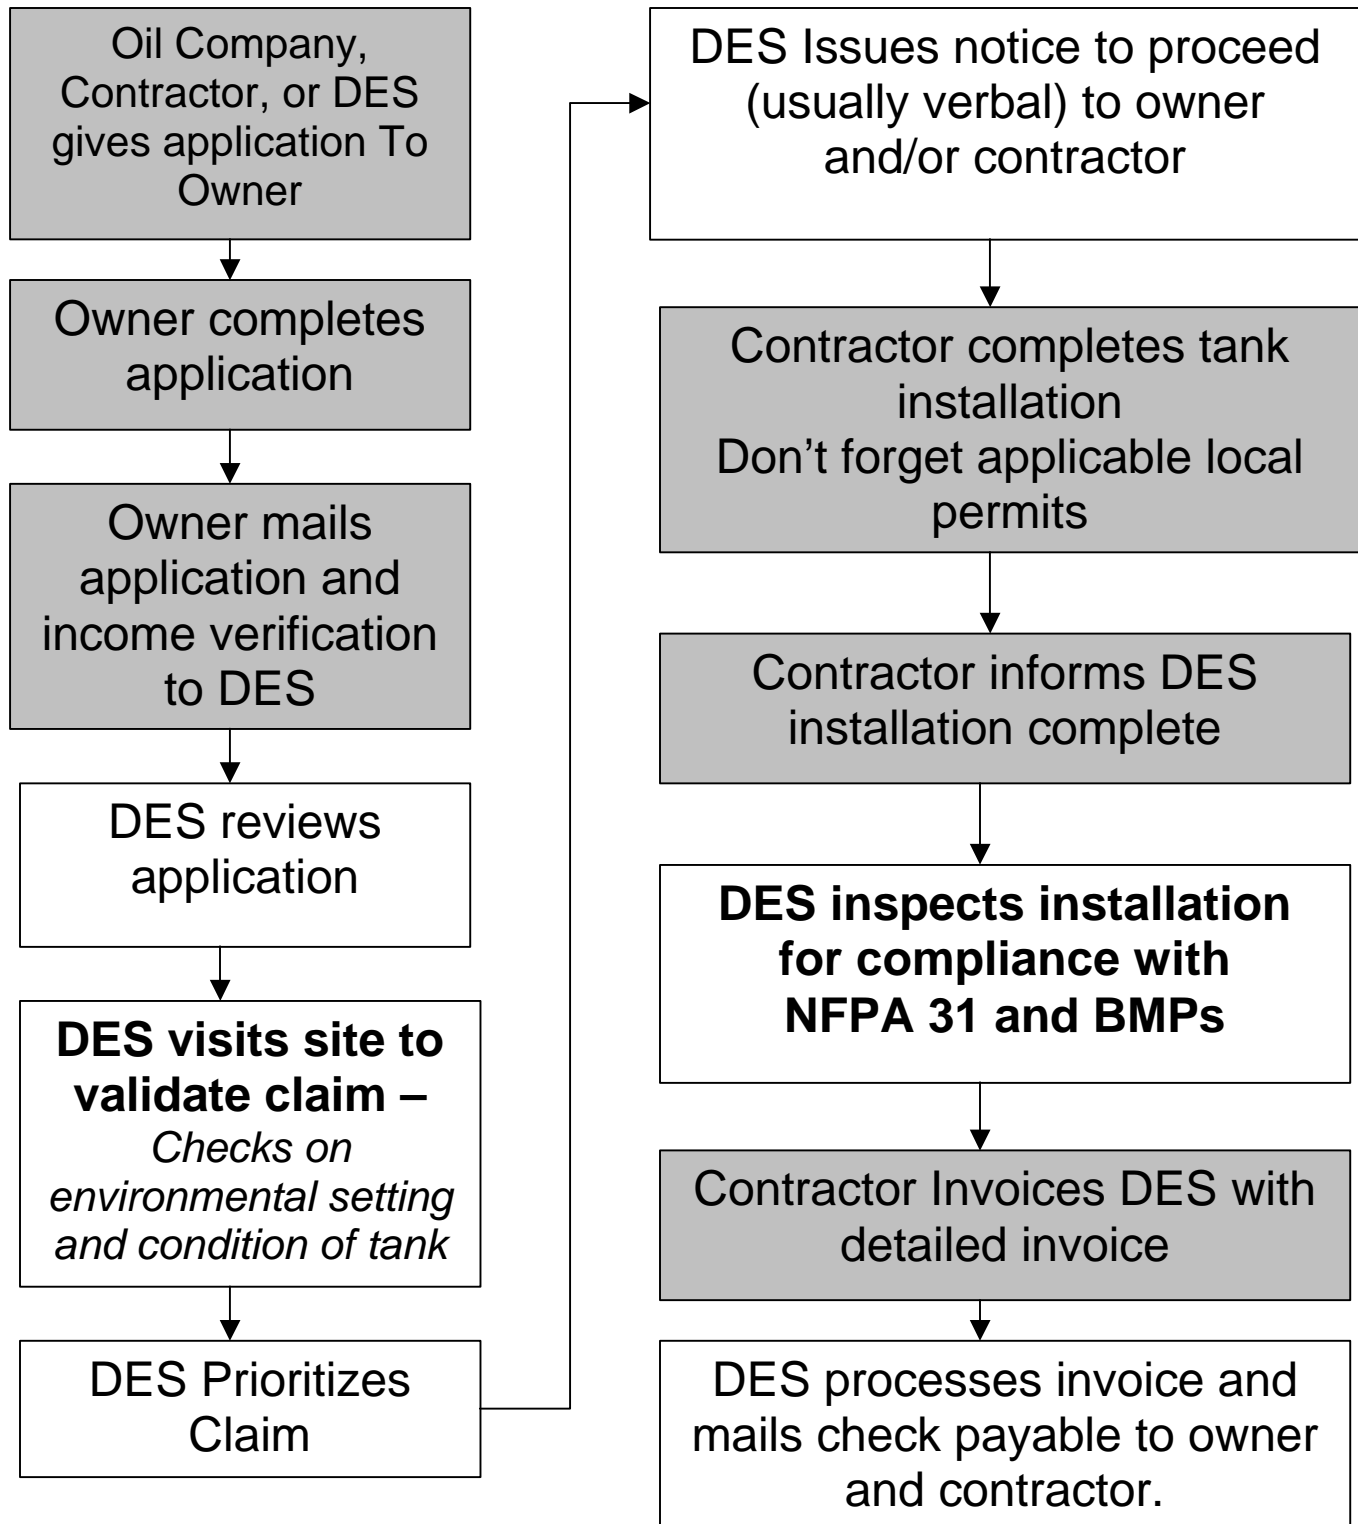 Oil Company,
Contractor, or DES
gives application To
Owner
Owner completes
application
Owner mails
application and
income verification
to DES
DES reviews
application
DES visits site to
validate claim –
Checks on
environmental setting
and condition of tank
DES Prioritizes
Claim
DES Issues notice to proceed
(usually verbal) to owner
and/or contractor
Contractor completes tank
installation
Don’t forget applicable local
permits
Contractor informs DES
installation complete
DES inspects installation
for compliance with
NFPA 31 and BMPs
Contractor Invoices DES with
detailed invoice
DES processes invoice and
mails check payable to owner
and contractor.